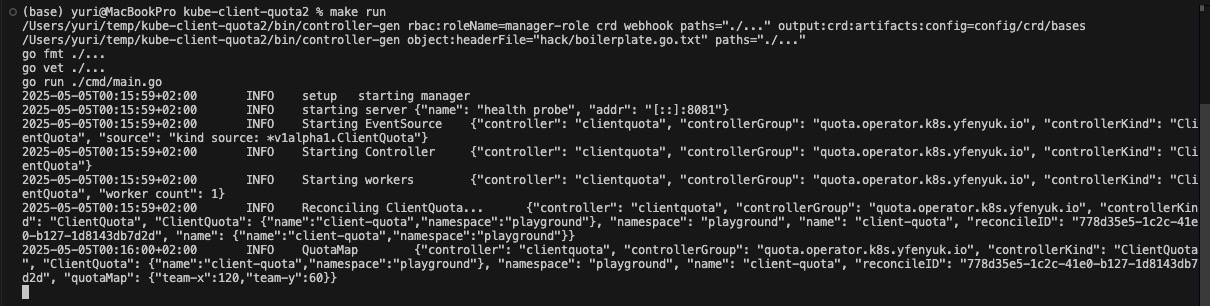 (base) yuri@MacBookPro kube-client-quota2 % make run
/Users/yuri/temp/kube-client-quota2/bin/controller-gen rbac:roleName=manager-role crd webhook paths="./..." output:crd:artifacts:config=config/crd/bases
/Users/yuri/temp/kube-client-quota2/bin/controller-gen object:headerFile="hack/boilerplate.go.txt" paths="./..."
go fmt ./...
go vet ./...
go run ./cmd/main.go
2025-05-05T00:15:59+02:00	INFO	setup	starting manager
2025-05-05T00:15:59+02:00	INFO	starting server	{"name": "health probe", "addr": "[::]:8081"}
2025-05-05T00:15:59+02:00	INFO	Starting EventSource	{"controller": "clientquota", "controllerGroup": "quota.operator.k8s.yfenyuk.io", "controllerKind": "Cli
entQuota", "source": "kind source: *v1alpha1.ClientQuota"}
2025-05-05T00:15:59+02:00	INFO	Starting Controller	{"controller": "clientquota", "controllerGroup": "quota.operator.k8s.yfenyuk.io", "controllerKind": "Cli
entQuota"}
2025-05-05T00:15:59+02:00	INFO	Starting workers	{"controller": "clientquota", "controllerGroup": "quota.operator.k8s.yfenyuk.io", "controllerKind": "Cli
entQuota", "worker count": 1}
2025-05-05T00:15:59+02:00	INFO	Reconciling ClientQuota...	{"controller": "clientquota", "controllerGroup": "quota.operator.k8s.yfenyuk.io", "controllerKin
d": "ClientQuota", "ClientQuota": {"name":"client-quota","namespace":"playground"}, "namespace": "playground", "name": "client-quota", "reconcileID": "778d35e5-1c2c-41e
0-b127-1d8143db7d2d", "name": {"name":"client-quota","namespace":"playground"}}
2025-05-05T00:16:00+02:00	INFO	QuotaMap	{"controller": "clientquota", "controllerGroup": "quota.operator.k8s.yfenyuk.io", "controllerKind": "ClientQuota"
, "ClientQuota": {"name":"client-quota","namespace":"playground"}, "namespace": "playground", "name": "client-quota", "reconcileID": "778d35e5-1c2c-41e0-b127-1d8143db7
d2d", "quotaMap": {"team-x":120,"team-y":60}}